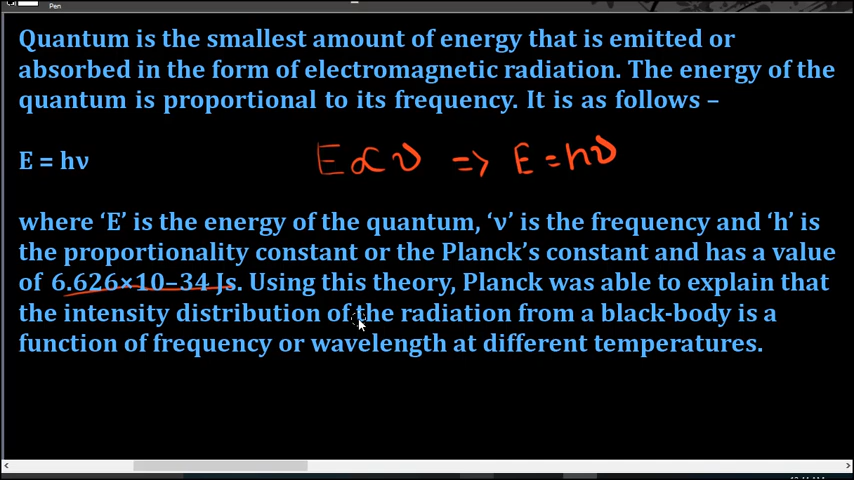 Pen
Quantum is the smallest amount of energy that is emitted or
absorbed in the form of electromagnetic radiation. The energy of the
quantum is proportional to its frequency. It is as follows –
E = hν
E ∝ ν => E = hν
where ‘E’ is the energy of the quantum, ‘ν’ is the frequency and ‘h’ is
the proportionality constant or the Planck’s constant and has a value
of 6.626×10–34 Js. Using this theory, Planck was able to explain that
the intensity distribution of the radiation from a black-body is a
function of frequency or wavelength at different temperatures.